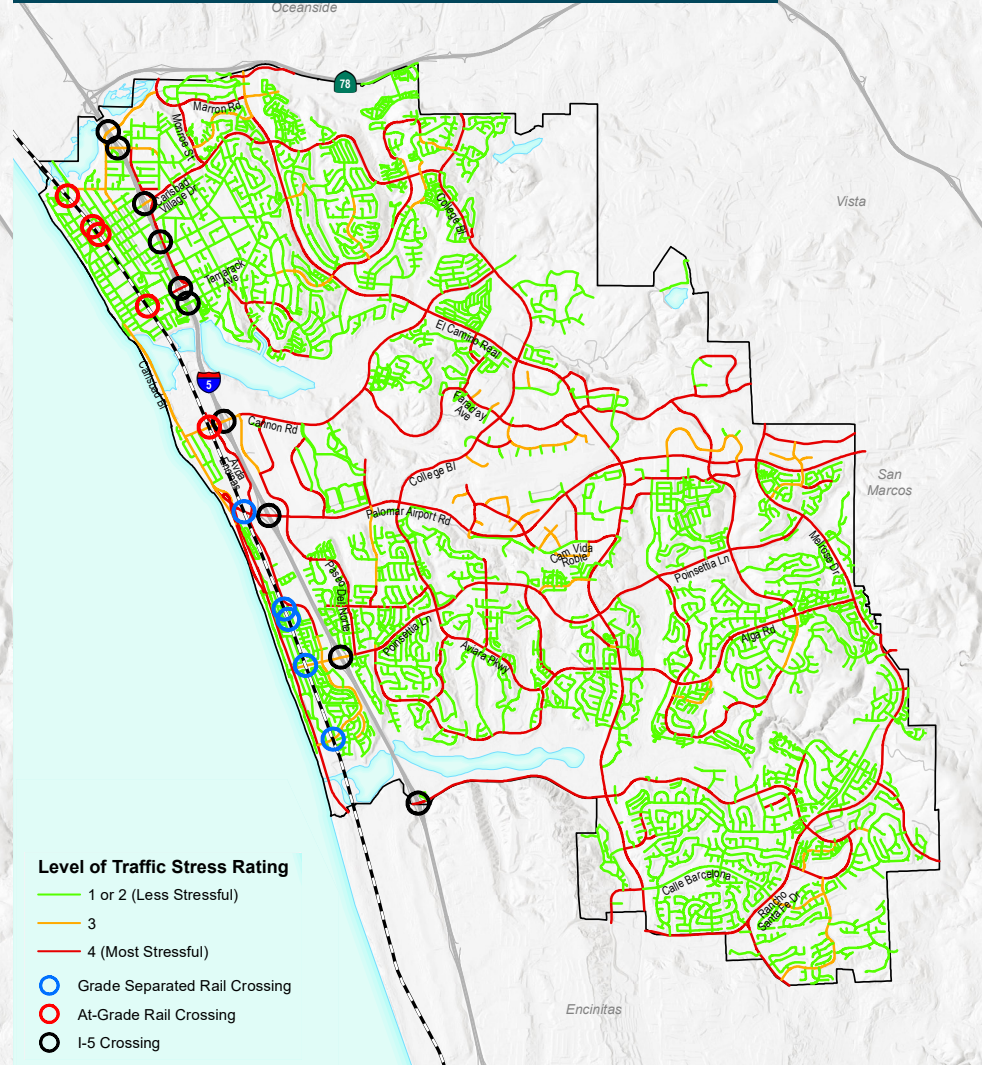 Oceanside
78
Marron Rd
Monroe St
Carlsbad
Village Dr
Vista
College Bl
Tamarack
Ave
El Camino Real
Carlsbad Bl
5
Faraday
Ave
Cannon Rd
College Bl
Avda
Encinas
San
Marcos
Palomar Airport Rd
Cam Vida
Roble
Melrose Dr
Poinsettia Ln
Paseo Del Norte
Poinsettia Ln
Alga Rd
Aviara Pkwy
Calle Barcelona
Rancho
Santa Fe Dr
Encinitas
Level of Traffic Stress Rating
1 or 2 (Less Stressful)
3
4 (Most Stressful)
Grade Separated Rail Crossing
At-Grade Rail Crossing
I-5 Crossing